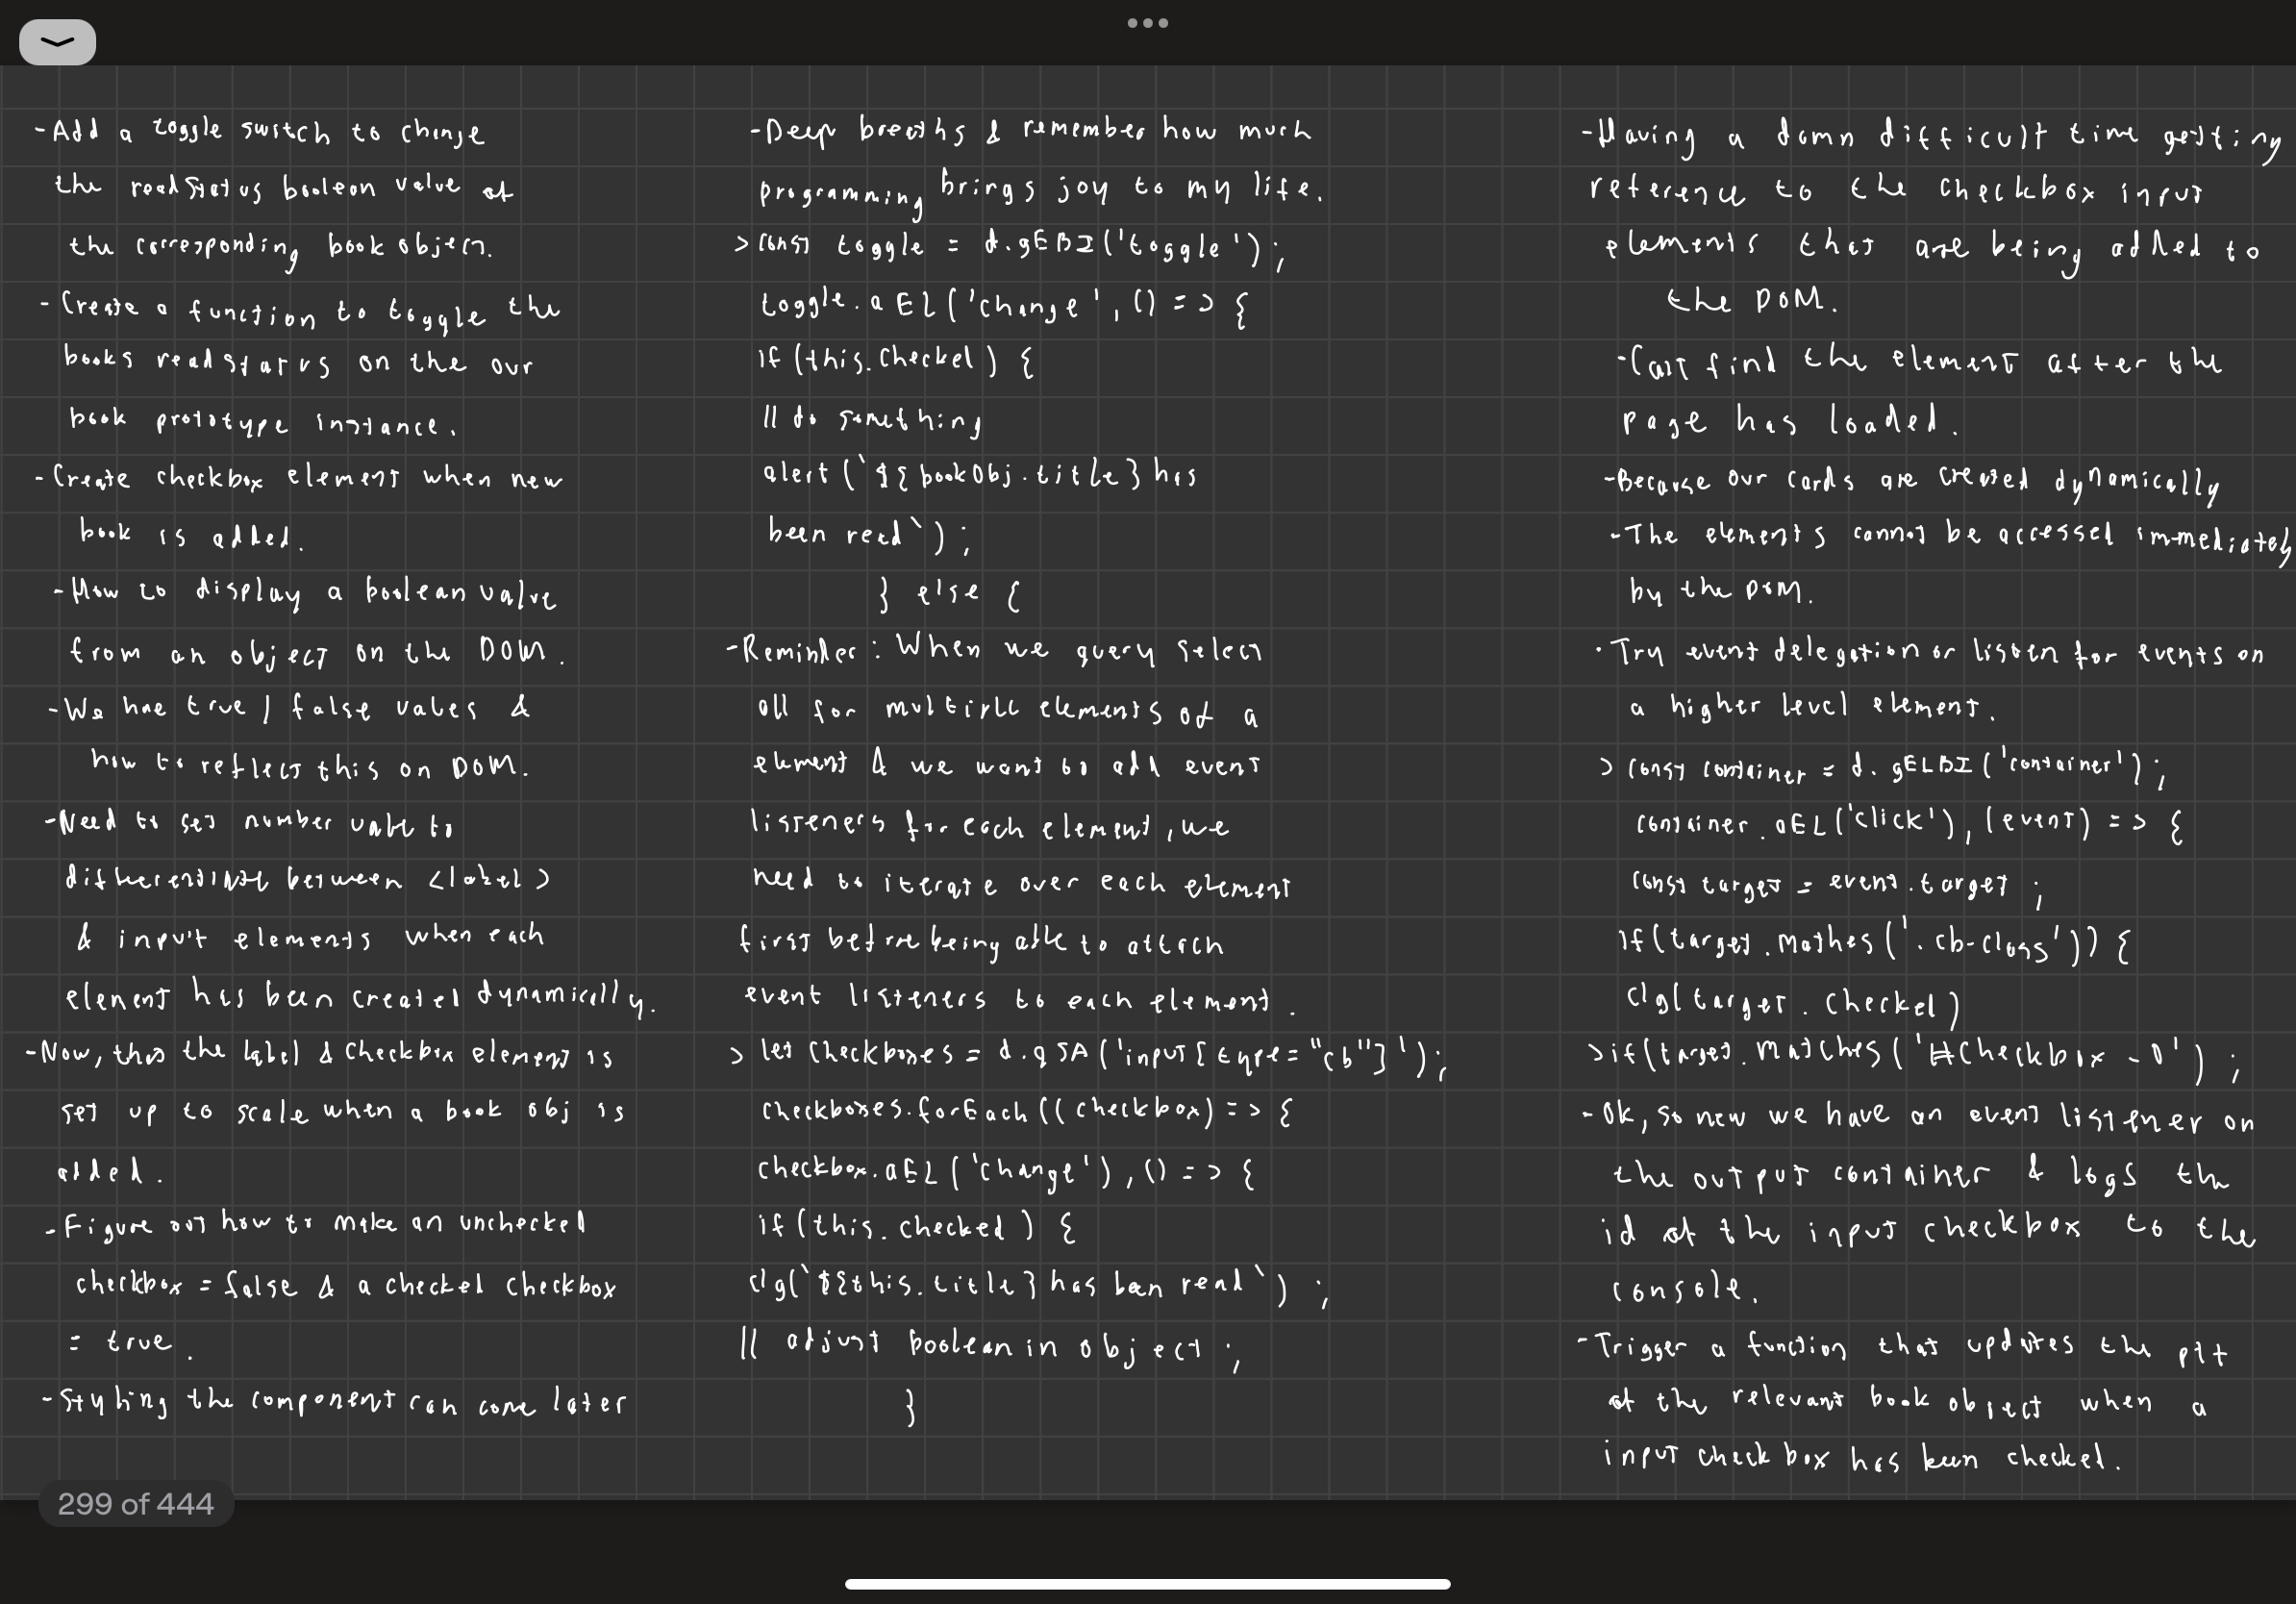 -Add a toggle switch to change
the readStatus boolean value of
the corresponding book object.
- Create a function to toggle the
books readstatus on the our
book prototype instance.
- Create checkbox element when new
book is added.
- How to display a boolean value
from an object on the DOM.
- We hae true / false values &
how to reflect this on DOM.
-Need to set number value to
differentiate between <label>
& input elements when each
element has been created dynamically.
-Now, the label & Checkbox element is
set up to scale when a book obj is
added.
- Figure out how to make an unchecked
checkbox = false & a checked checkbox
= true.
- Styling the component can come later
-Deep breaths & remember how much
programming brings joy to my life.
> const toggle = d.gEBI('toggle');
toggle.aEL('change', () => {
if (this.checked) {
// do something
alert(`${bookObj.title} has
been read`);
} else {
-Reminder: When we query select
all for multiple elements of a
element & we want to add event
listeners for each element, we
need to iterate over each element
first before being able to attach
event listeners to each element.
> let checkboxes = d.qSA('input[type="cb"]');
checkboxes.forEach((checkbox) => {
checkbox.aEL('change'), () => {
if (this.checked) {
clg(`${this.title} has been read`);
// adjust boolean in object;
}
-Having a damn difficult time getting
reference to the checkbox input
elements that are being added to
the DOM.
-Cant find the element after the
page has loaded.
-Because our cards are created dynamically
-The elements cannot be accessed immediately
by the DOM.
-Try event delegation or listen for events on
a higher level element.
> const container = d.gELBI('container');
container.aEL('click'), (event) => {
const target = event.target;
if(target.mathes('.cb-class')) {
clg(target.checked)
>if(target.matches('#Checkbox-0');
-Ok, so now we have an event listener on
the output container & logs the
id of the input checkbox to the
console.
-Trigger a function that updates the
of the relevant book object when a
input checkbox has been checked.
299 of 444